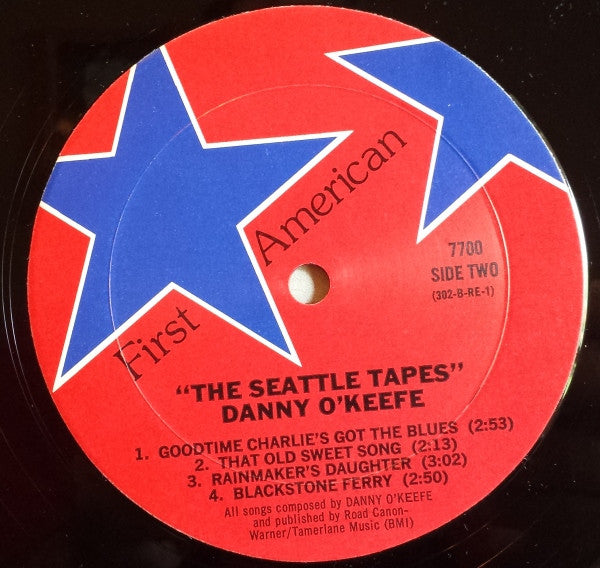 First American
7700
SIDE TWO
(302-B-RE-1)
"THE SEATTLE TAPES"
DANNY O'KEEFE
1. GOODTIME CHARLIE'S GOT THE BLUES (2:53)
2. THAT OLD SWEET SONG (2:13)
3. RAINMAKER'S DAUGHTER (3:02)
4. BLACKSTONE FERRY (2:50)
All songs composed by DANNY O'KEEFE
and published by Road Canon-
Warner/Tamerlane Music (BMI)